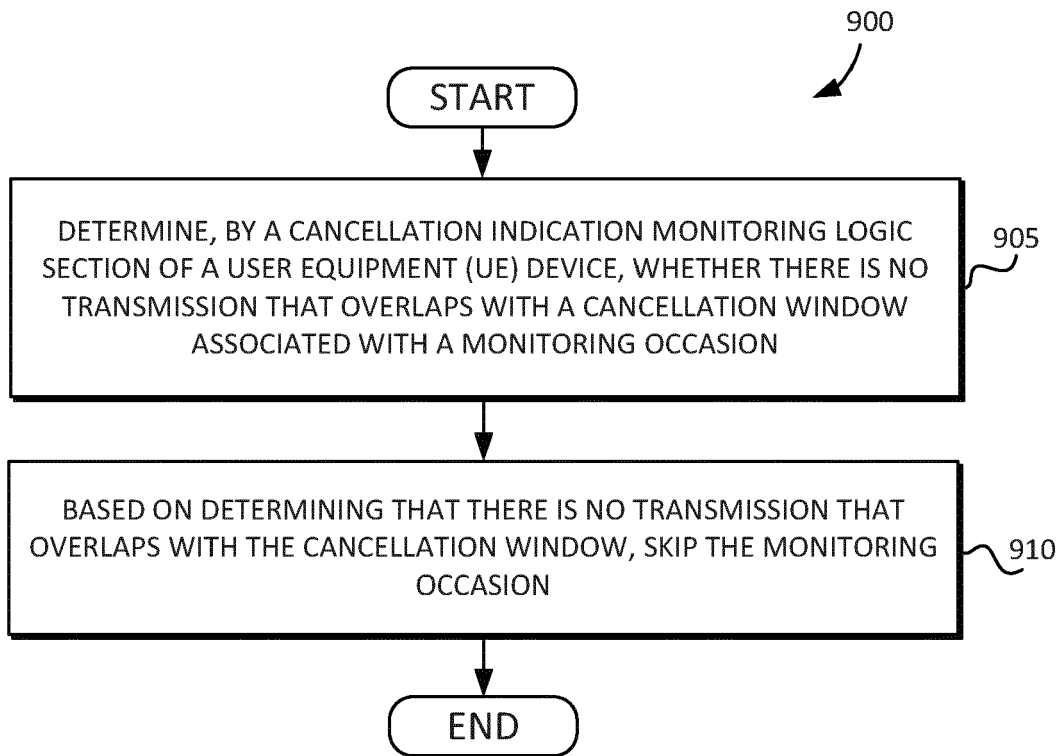 900
START
DETERMINE, BY A CANCELLATION INDICATION MONITORING LOGIC
SECTION OF A USER EQUIPMENT (UE) DEVICE, WHETHER THERE IS NO
TRANSMISSION THAT OVERLAPS WITH A CANCELLATION WINDOW
ASSOCIATED WITH A MONITORING OCCASION
905
BASED ON DETERMINING THAT THERE IS NO TRANSMISSION THAT
OVERLAPS WITH THE CANCELLATION WINDOW, SKIP THE MONITORING
OCCASION
910
END